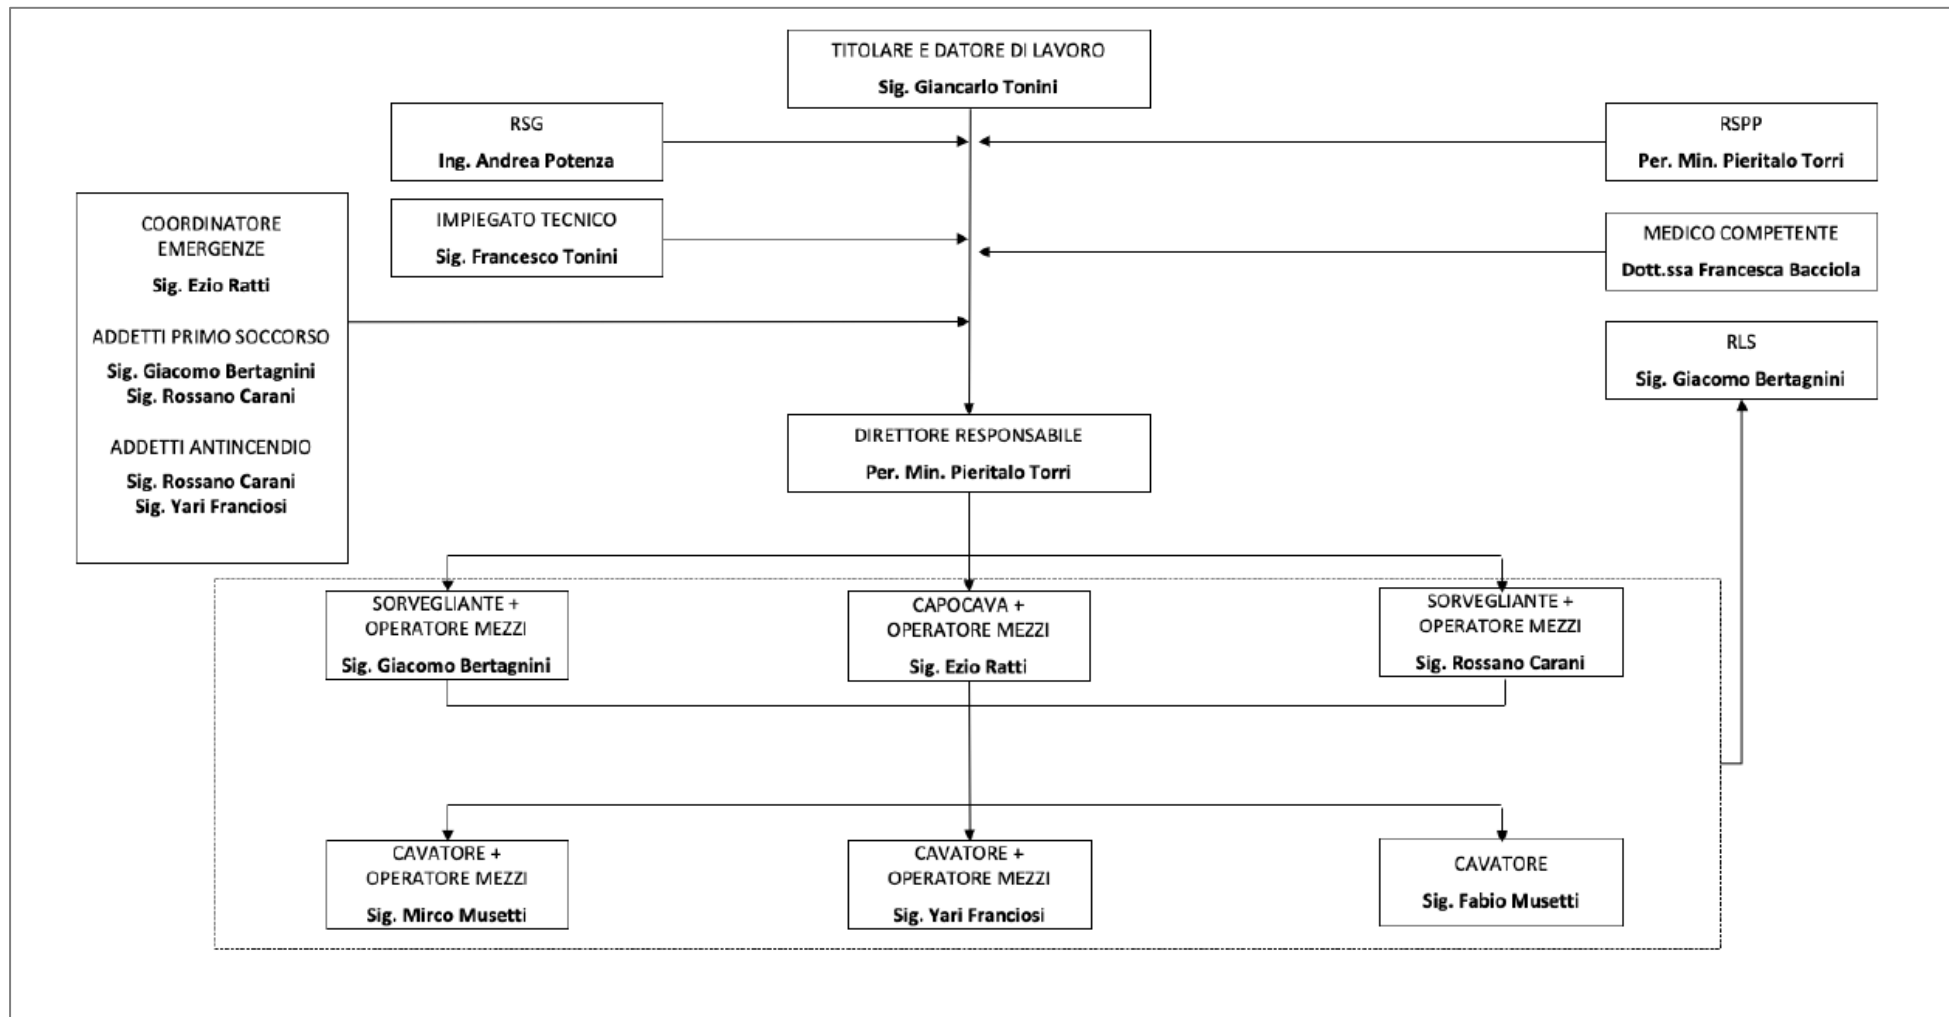 TITOLARE E DATORE DI LAVORO
Sig. Giancarlo Tonini
RSG
Ing. Andrea Potenza
RSPP
Per. Min. Pieritalo Torri
IMPIEGATO TECNICO
Sig. Francesco Tonini
MEDICO COMPETENTE
Dott.ssa Francesca Bacciola
COORDINATORE
EMERGENZE
Sig. Ezio Ratti
ADDETTI PRIMO SOCCORSO
Sig. Giacomo Bertagnini
Sig. Rossano Carani
ADDETTI ANTINCENDIO
Sig. Rossano Carani
Sig. Yari Franciosi
RLS
Sig. Giacomo Bertagnini
DIRETTORE RESPONSABILE
Per. Min. Pieritalo Torri
SORVEGLIANTE +
OPERATORE MEZZI
Sig. Giacomo Bertagnini
CAPOCAVA +
OPERATORE MEZZI
Sig. Ezio Ratti
SORVEGLIANTE +
OPERATORE MEZZI
Sig. Rossano Carani
CAVATORE +
OPERATORE MEZZI
Sig. Mirco Musetti
CAVATORE +
OPERATORE MEZZI
Sig. Yari Franciosi
CAVATORE
Sig. Fabio Musetti